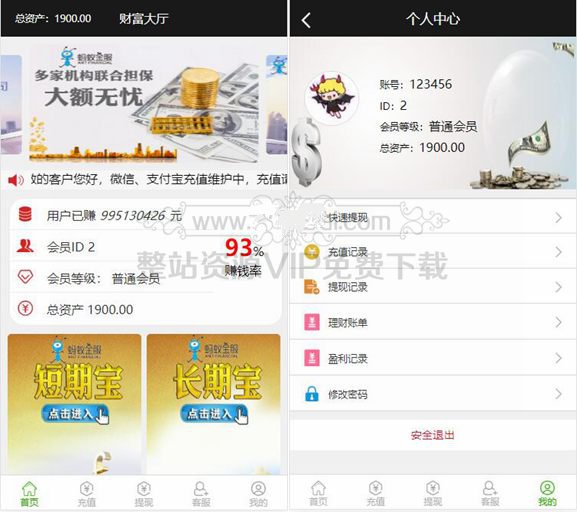 总资产：1900.00
财富大厅
蚂蚁金服
多家机构联合担保
大额无忧
的客户您好，微信、支付宝充值维护中，充值
用户已赚 995130426 元
会员ID 2
会员等级： 普通会员
总资产 1900.00
93%
赚钱率
蚂蚁金服
ANT FINANCIAL
短期宝
点击进入
蚂蚁金服
ANT FINANCIAL
长期宝
点击进入
首页
充值
提现
客服
我的
个人中心
账号：123456
ID：2
会员等级：普通会员
总资产：1900.00
快速提现
充值记录
提现记录
理财账单
盈利记录
修改密码
安全退出
首页
充值
提现
客服
我的
整站资源VIP免费下载